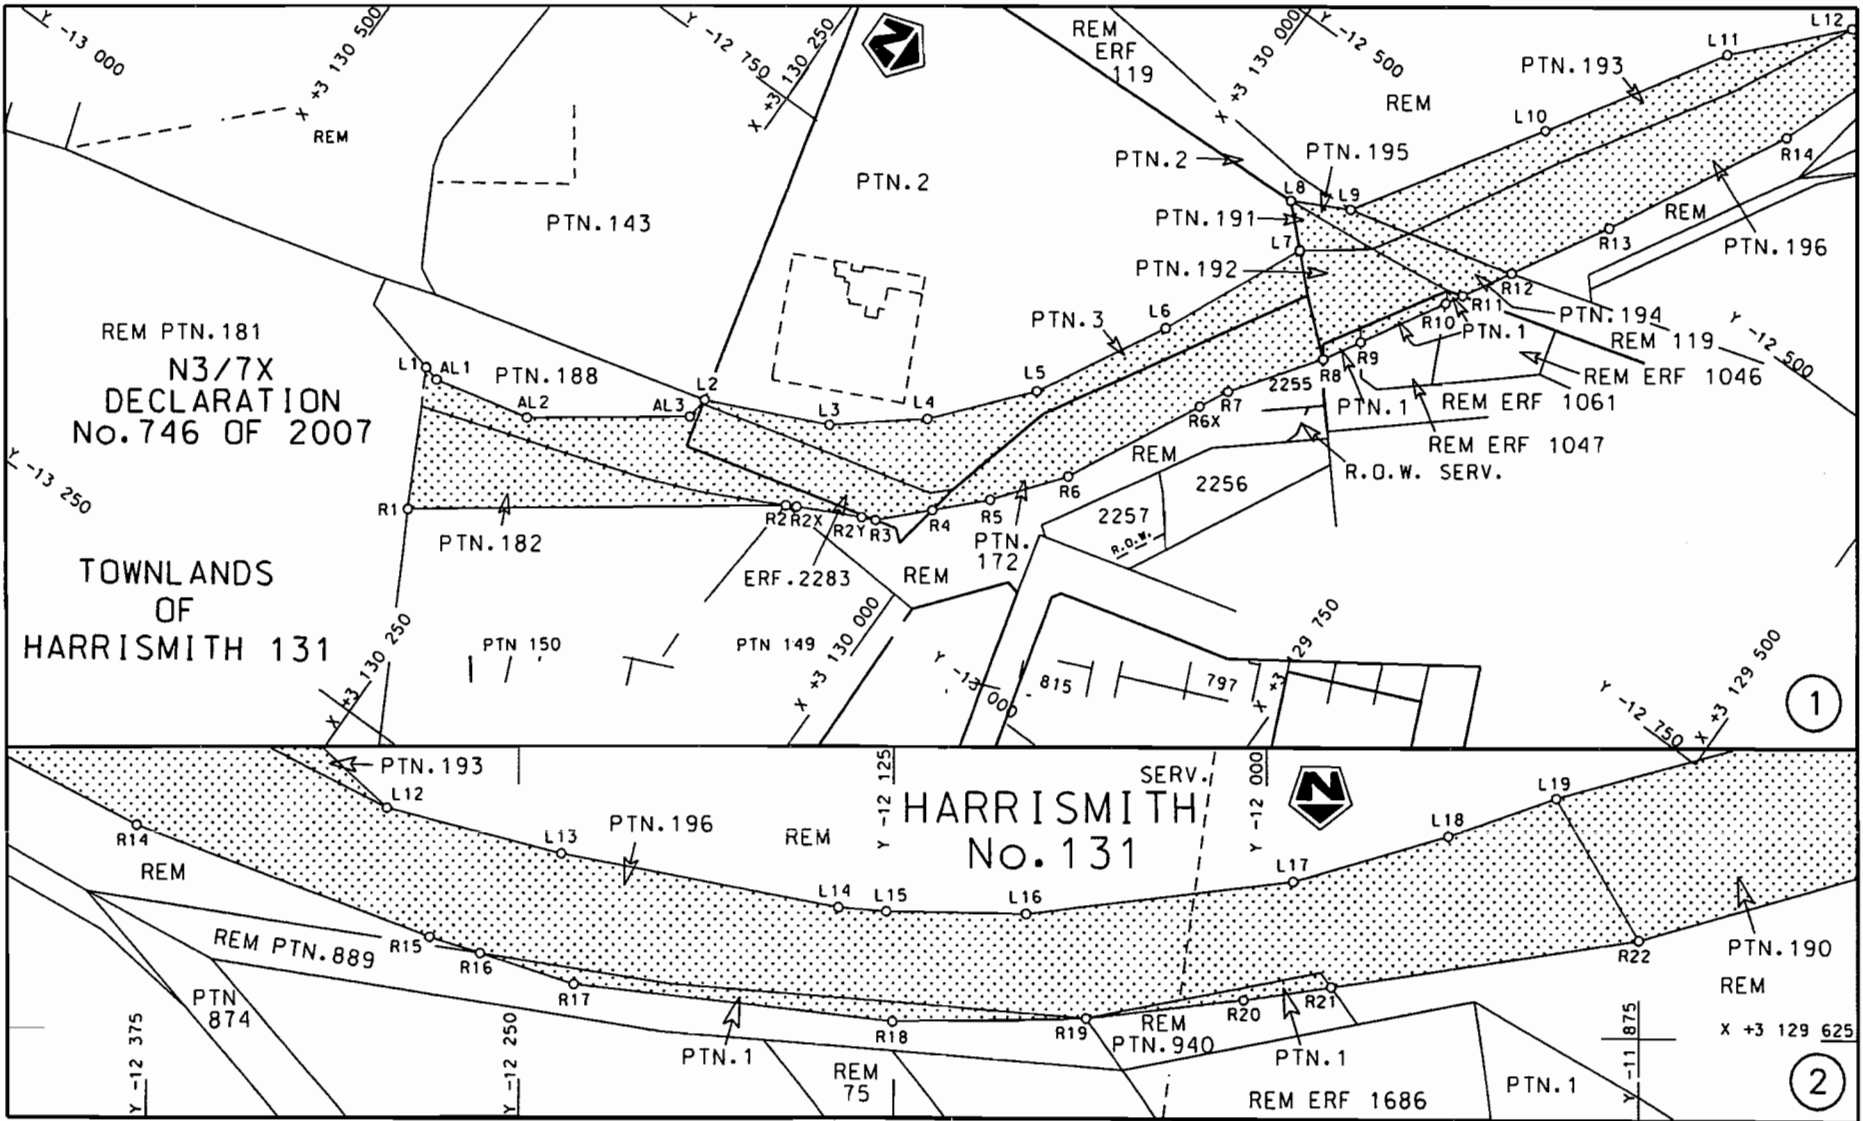 Y -13 000
X +3 130 500
REM
PTN.143
Y -12 750
X +3 130 250
N
PTN.2
REM
ERF
119
X +3 130 000
Y -12 500
REM
PTN.193
L11
L12
L10
PTN.2
PTN.195
L8
L9
PTN.191
L7
PTN.192
R14
REM
R13
PTN.196
R12
R11
R10
PTN.1
PTN.194
REM 119
Y -12 500
REM ERF 1046
REM ERF 1061
REM ERF 1047
R.O.W. SERV.
R9
R8
PTN.1
2255
R7
R6X
L6
PTN.3
L5
L4
L3
L2
AL3
AL2
AL1
L1
PTN.188
REM PTN.181
N3/7X
DECLARATION
No.746 OF 2007
Y -13 250
R1
PTN.182
R2
R2X
R2Y
R3
R4
R5
R6
ERF.2283
REM
PTN.
172
REM
2256
2257
R.O.W.
TOWNLANDS
OF
HARRISMITH 131
X +3 130 250
PTN 150
PTN 149
X +3 130 000
Y -13 000
815
797
X +3 129 750
Y -12 750
X +3 129 500
1
PTN.193
L12
R14
REM
L13
PTN.196
REM
Y -12 125
SERV.
HARRISMITH
No.131
Y -12 000
N
L14
L15
L16
L17
L18
L19
R15
REM PTN.889
R16
R17
PTN
874
Y -12 375
Y -12 250
PTN.1
R18
REM
75
R19
REM
PTN.940
R20
R21
PTN.1
REM ERF 1686
PTN.1
R22
PTN.190
REM
Y -11 875
X +3 129 625
2